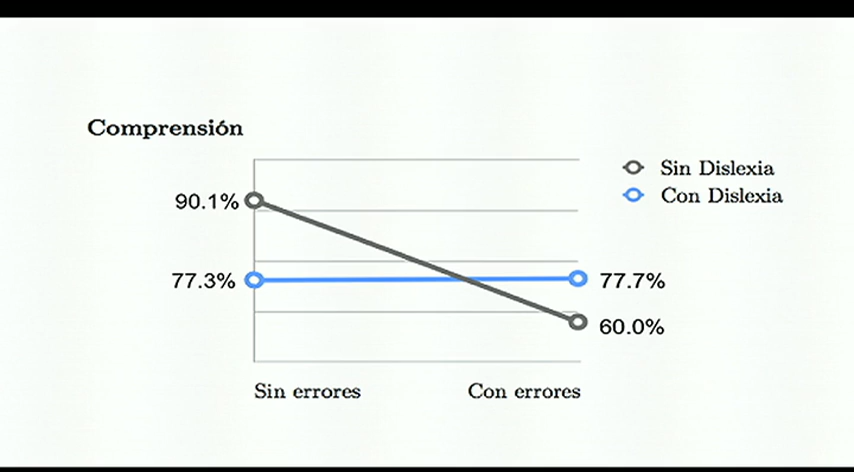 Comprensión
Sin Dislexia
Con Dislexia
90.1%
77.3%
77.7%
60.0%
Sin errores
Con errores